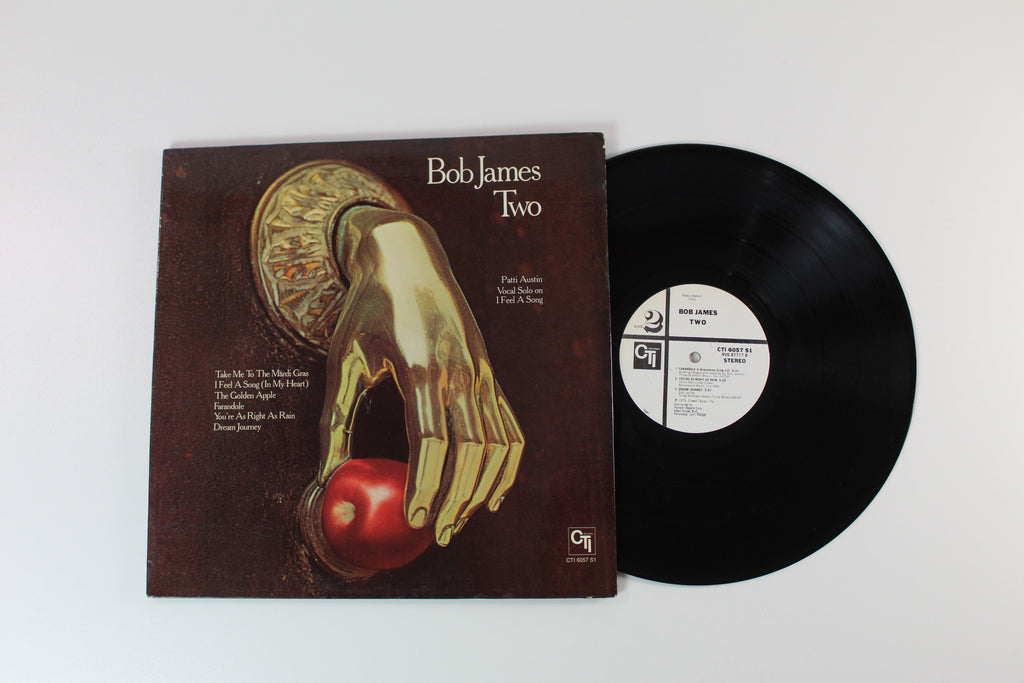 Bob James
Two
Patti Austin
Vocal Solo on
I Feel A Song
Take Me To The Mardi Gras
I Feel A Song (In My Heart)
The Golden Apple
Farandole
You're As Right As Rain
Dream Journey
CTI
CTI 6057 S1
SIDE 2
BOB JAMES
TWO
CTI
CTI 6057 S1
STEREO